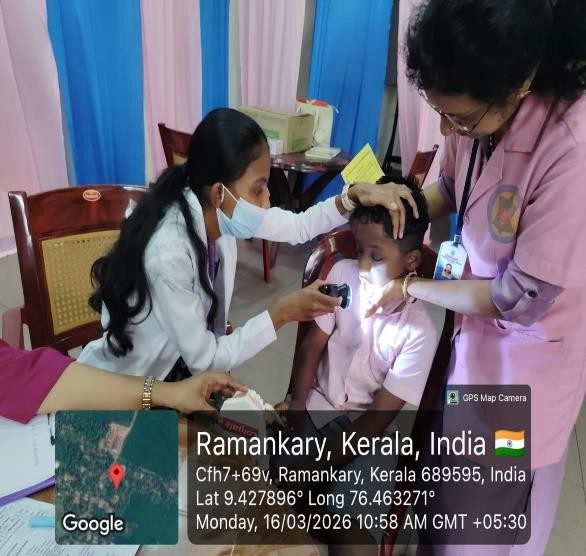 GPS Map Camera
Ramankary, Kerala, India
Cfh7+69v, Ramankary, Kerala 689595, India
Lat 9.427896° Long 76.463271°
Monday, 16/03/2026 10:58 AM GMT +05:30
Google
Colgate